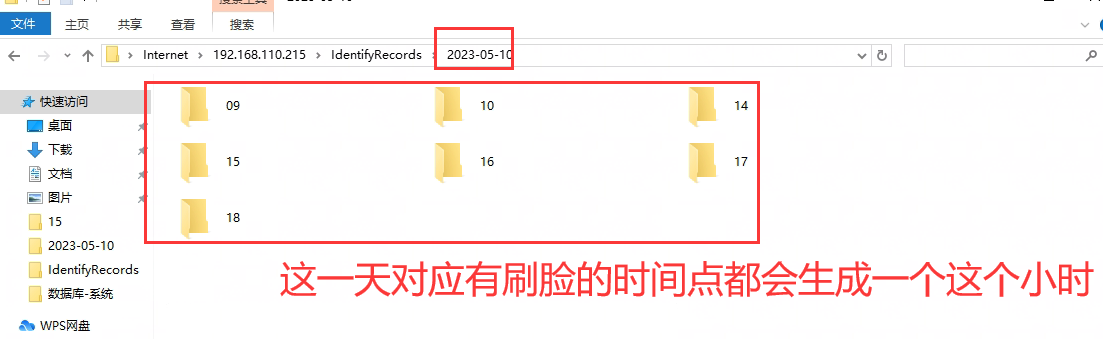 文件
主页
共享
查看
搜索
Internet
192.168.110.215
IdentifyRecords
2023-05-10
快速访问
桌面
下载
文档
图片
15
2023-05-10
IdentifyRecords
数据库-系统
WPS网盘
09
10
14
15
16
17
18
这一天对应有刷脸的时间点都会生成一个这个小时